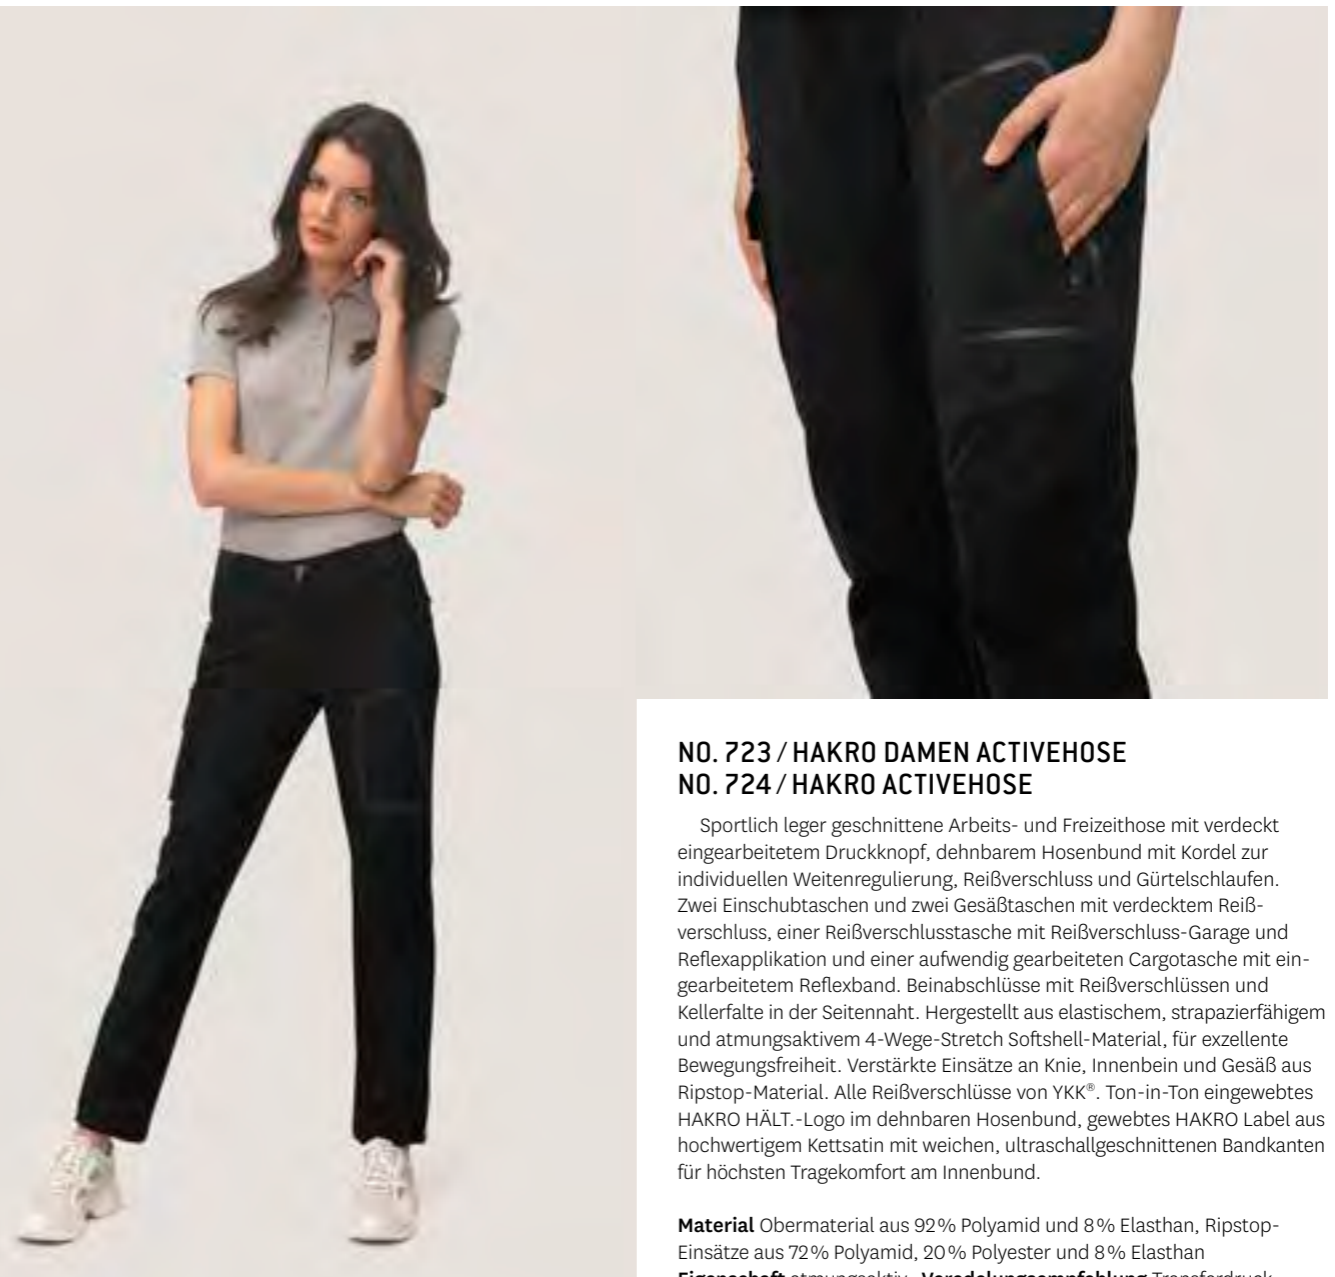 NO. 723 / HAKRO DAMEN ACTIVEHOSE
NO. 724 / HAKRO ACTIVEHOSE
Sportlich leger geschnittene Arbeits- und Freizeithose mit verdeckt
eingearbeitetem Druckknopf, dehnbarem Hosenbund mit Kordel zur
individuellen Weitenregulierung, Reißverschluss und Gürtelschlaufen.
Zwei Einschubtaschen und zwei Gesäßtaschen mit verdecktem Reiß-
verschluss, einer Reißverschlusstasche mit Reißverschluss-Garage und
Reflexapplikation und einer aufwendig gearbeiteten Cargotasche mit ein-
gearbeitetem Reflexband. Beinabschlüsse mit Reißverschlüssen und
Kellerfalte in der Seitennaht. Hergestellt aus elastischem, strapazierfähigem
und atmungsaktivem 4-Wege-Stretch Softshell-Material, für exzellente
Bewegungsfreiheit. Verstärkte Einsätze an Knie, Innenbein und Gesäß aus
Ripstop-Material. Alle Reißverschlüsse von YKK®. Ton-in-Ton eingewebtes
HAKRO HÄLT.-Logo im dehnbaren Hosenbund, gewebtes HAKRO Label aus
hochwertigem Kettsatin mit weichen, ultraschallgeschnittenen Bandkanten
für höchsten Tragekomfort am Innenbund.
Material Obermaterial aus 92% Polyamid und 8% Elasthan, Ripstop-
Einsätze aus 72% Polyamid, 20% Polyester und 8% Elasthan
Eigenschaft atmungsaktiv Veredelungsempfehlung Transferdruck